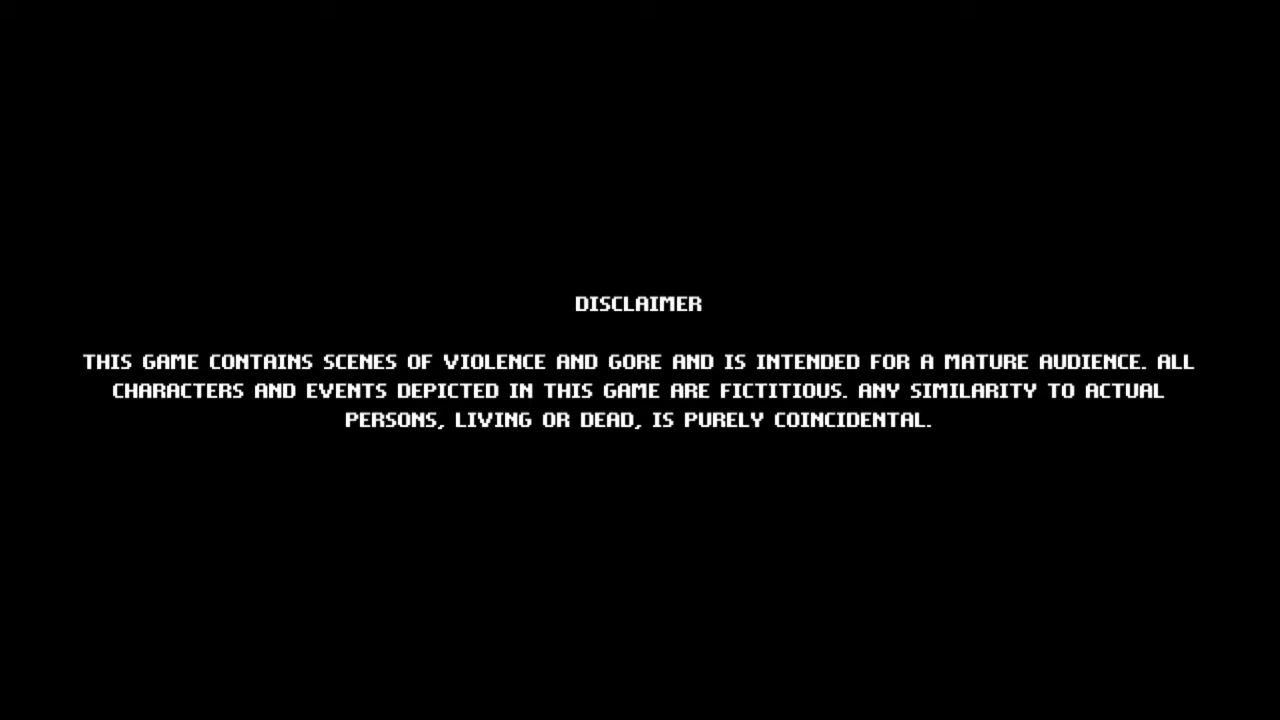 DISCLAIMER
THIS GAME CONTAINS SCENES OF VIOLENCE AND GORE AND IS INTENDED FOR A MATURE AUDIENCE. ALL
CHARACTERS AND EVENTS DEPICTED IN THIS GAME ARE FICTITIOUS. ANY SIMILARITY TO ACTUAL
PERSONS, LIVING OR DEAD, IS PURELY COINCIDENTAL.